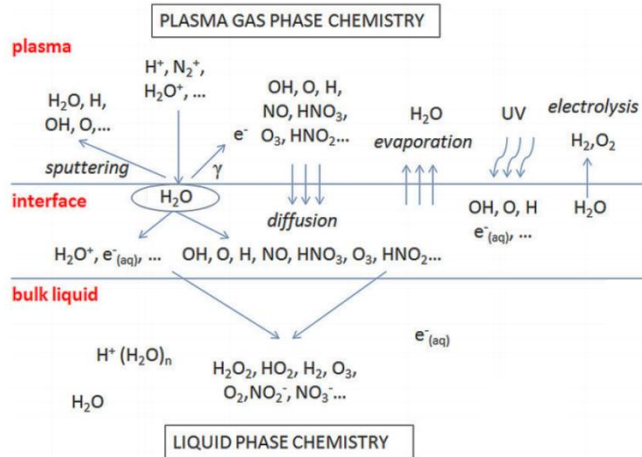 PLASMA GAS PHASE CHEMISTRY
plasma
H⁺, N₂⁺,
H₂O⁺, ...
H₂O, H,
OH, O,...
sputtering
γ
e⁻
OH, O, H,
NO, HNO₃,
O₃, HNO₂...
H₂O
evaporation
UV
electrolysis
H₂,O₂
interface
H₂O
diffusion
OH, O, H
e⁻(aq), ...
H₂O
H₂O⁺, e⁻(aq), ...
OH, O, H, NO, HNO₃, O₃, HNO₂...
bulk liquid
e⁻(aq)
H⁺ (H₂O)n
H₂O₂, HO₂, H₂, O₃,
O₂,NO₂⁻, NO₃⁻...
H₂O
LIQUID PHASE CHEMISTRY